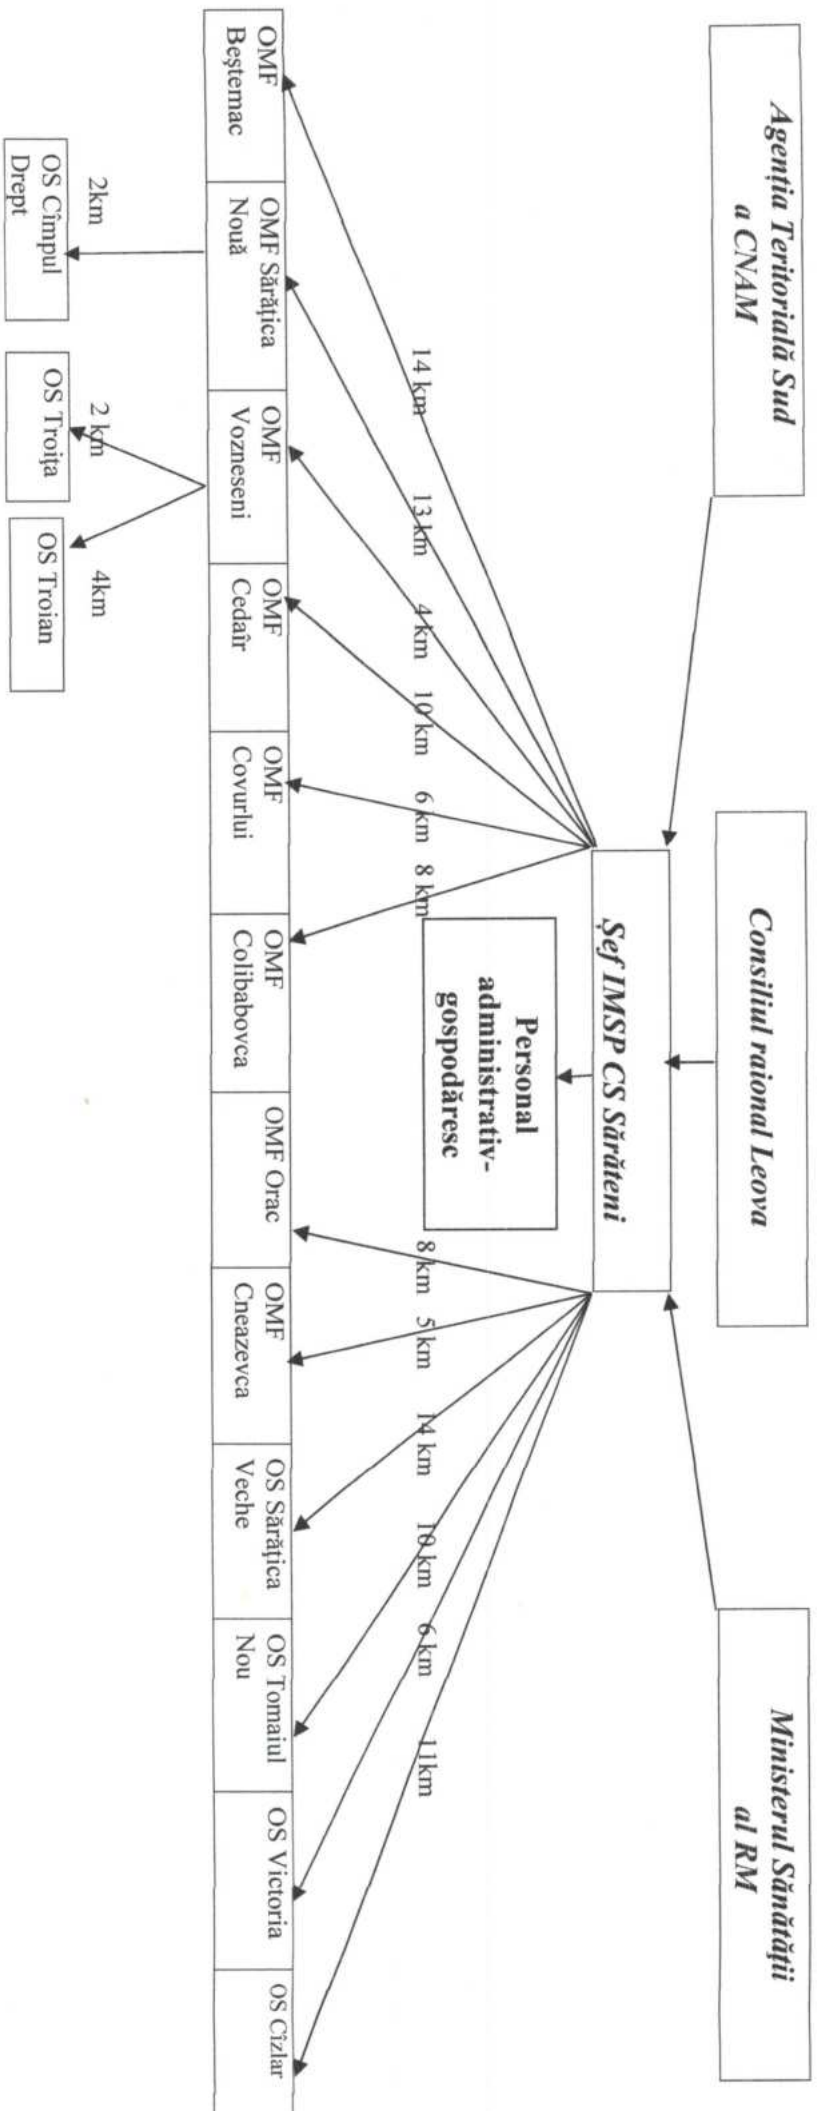 Agenția Teritorială Sud
a CNAM
Consiliul raional Leova
Ministerul Sănătății
al RM
Șef IMSP CS Sărăteni
Personal
administrativ-
gospodăresc
14 km
13 km
4 km
10 km
6 km
8 km
8 km
5 km
14 km
10 km
6 km
11km
OMF
Beștemac
OMF Sărățica
Nouă
OMF
Vozneseni
OMF
Cedaîr
OMF
Covurlui
OMF
Colibabovca
OMF Orac
OMF
Cneazevca
OS Sărățica
Veche
OS Tomaiul
Nou
OS Victoria
OS Cîzlar
2km
2 km
4km
OS Cîmpul
Drept
OS Troița
OS Troian